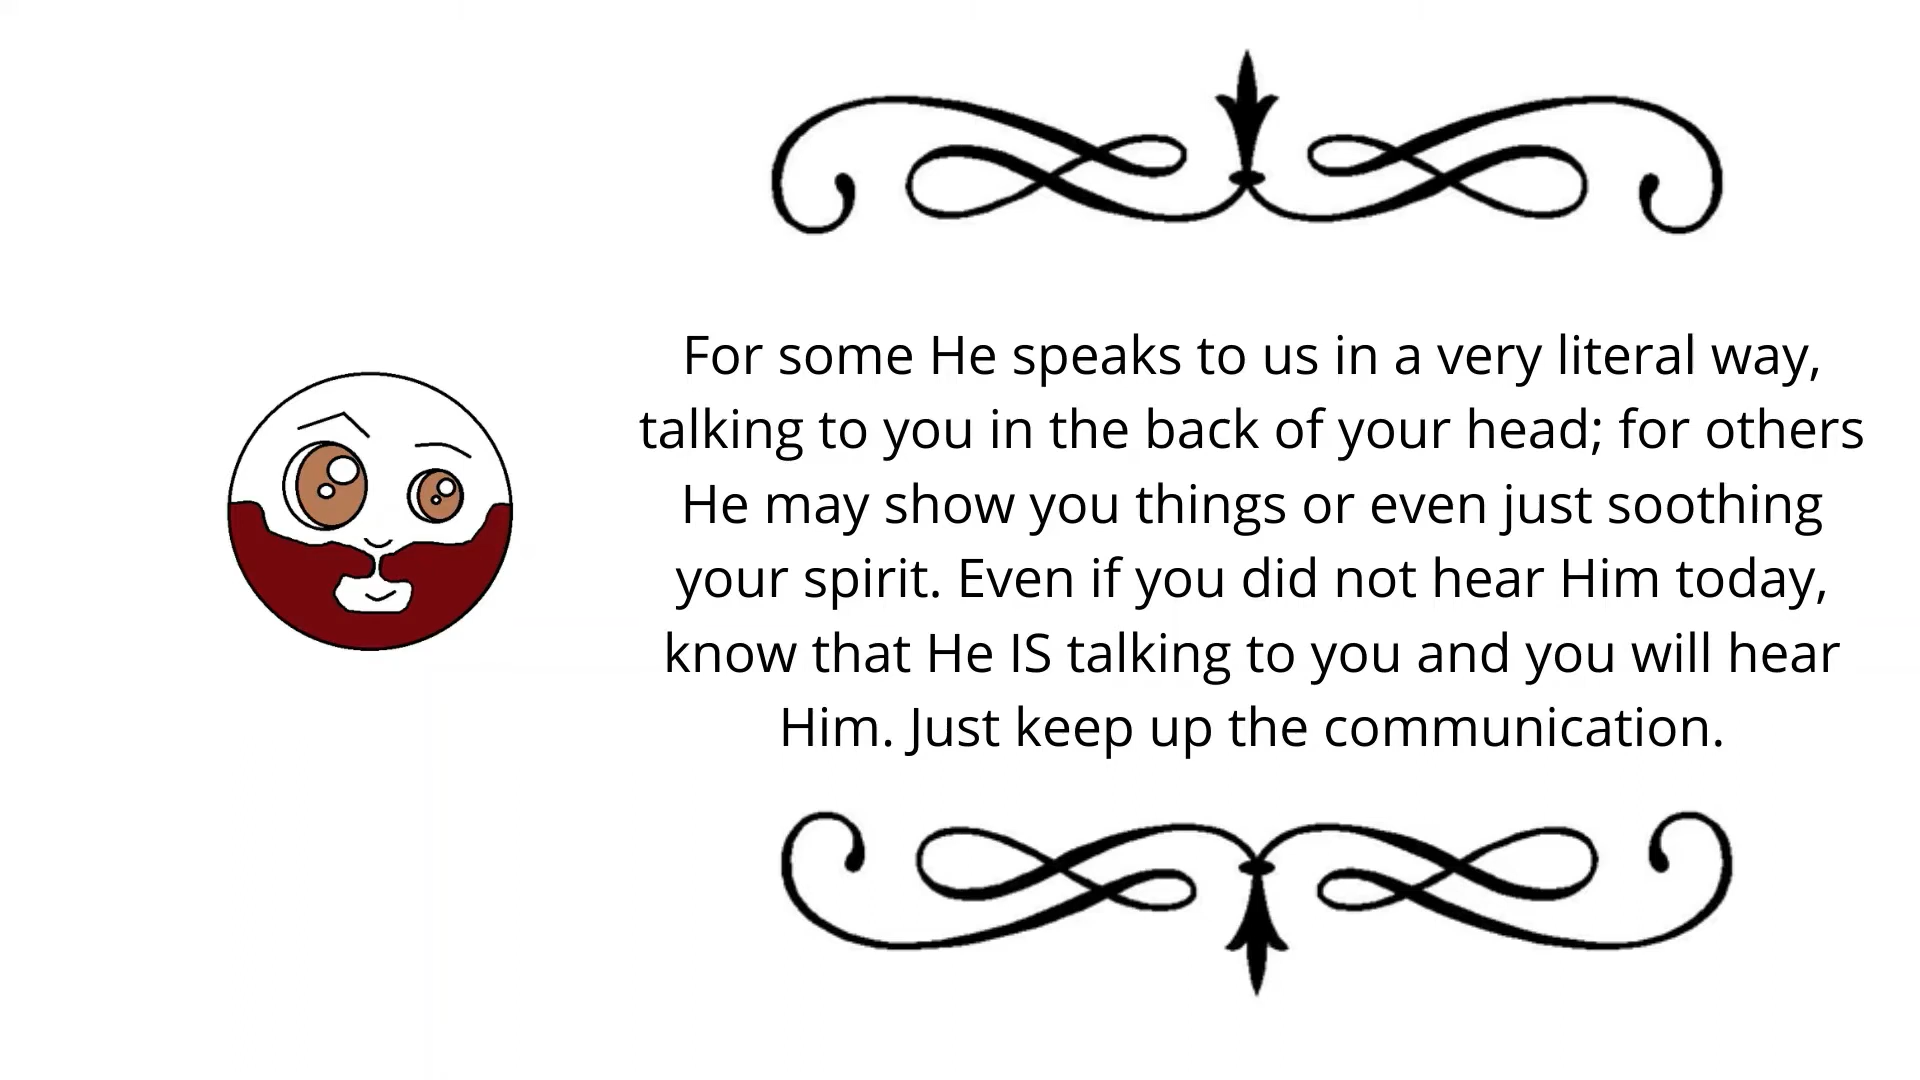 For some He speaks to us in a very literal way,
talking to you in the back of your head; for others
He may show you things or even just soothing
your spirit. Even if you did not hear Him today,
know that He IS talking to you and you will hear
Him. Just keep up the communication.